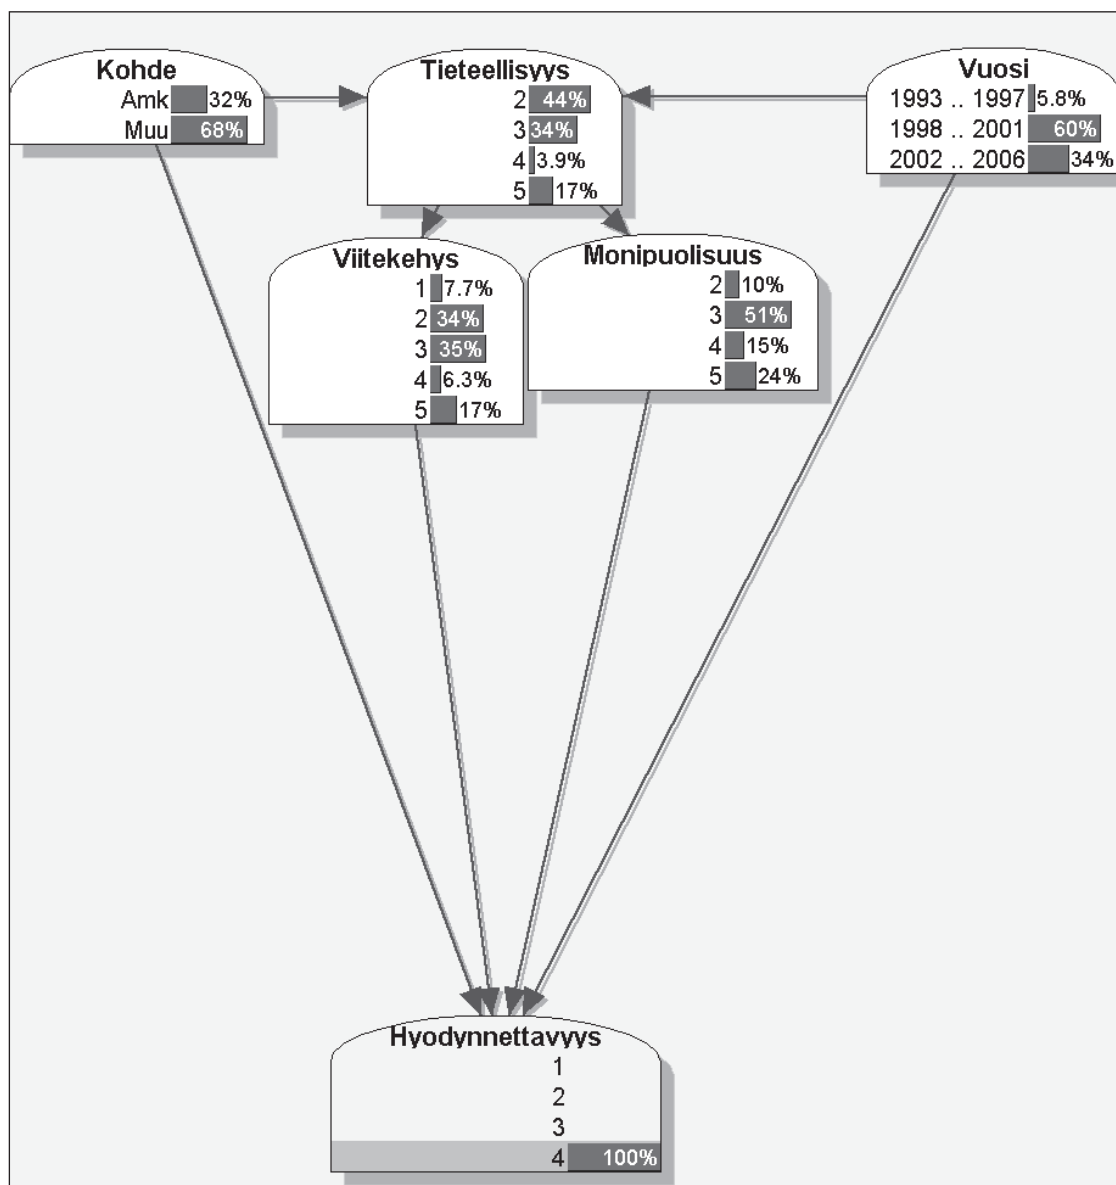 Kohde
Amk 32%
Muu 68%
Tieteellisyys
2 44%
3 34%
4 3.9%
5 17%
Vuosi
1993 .. 1997 5.8%
1998 .. 2001 60%
2002 .. 2006 34%
Viitekehys
1 7.7%
2 34%
3 35%
4 6.3%
5 17%
Monipuolisuus
2 10%
3 51%
4 15%
5 24%
Hyodynnettavyys
1
2
3
4 100%